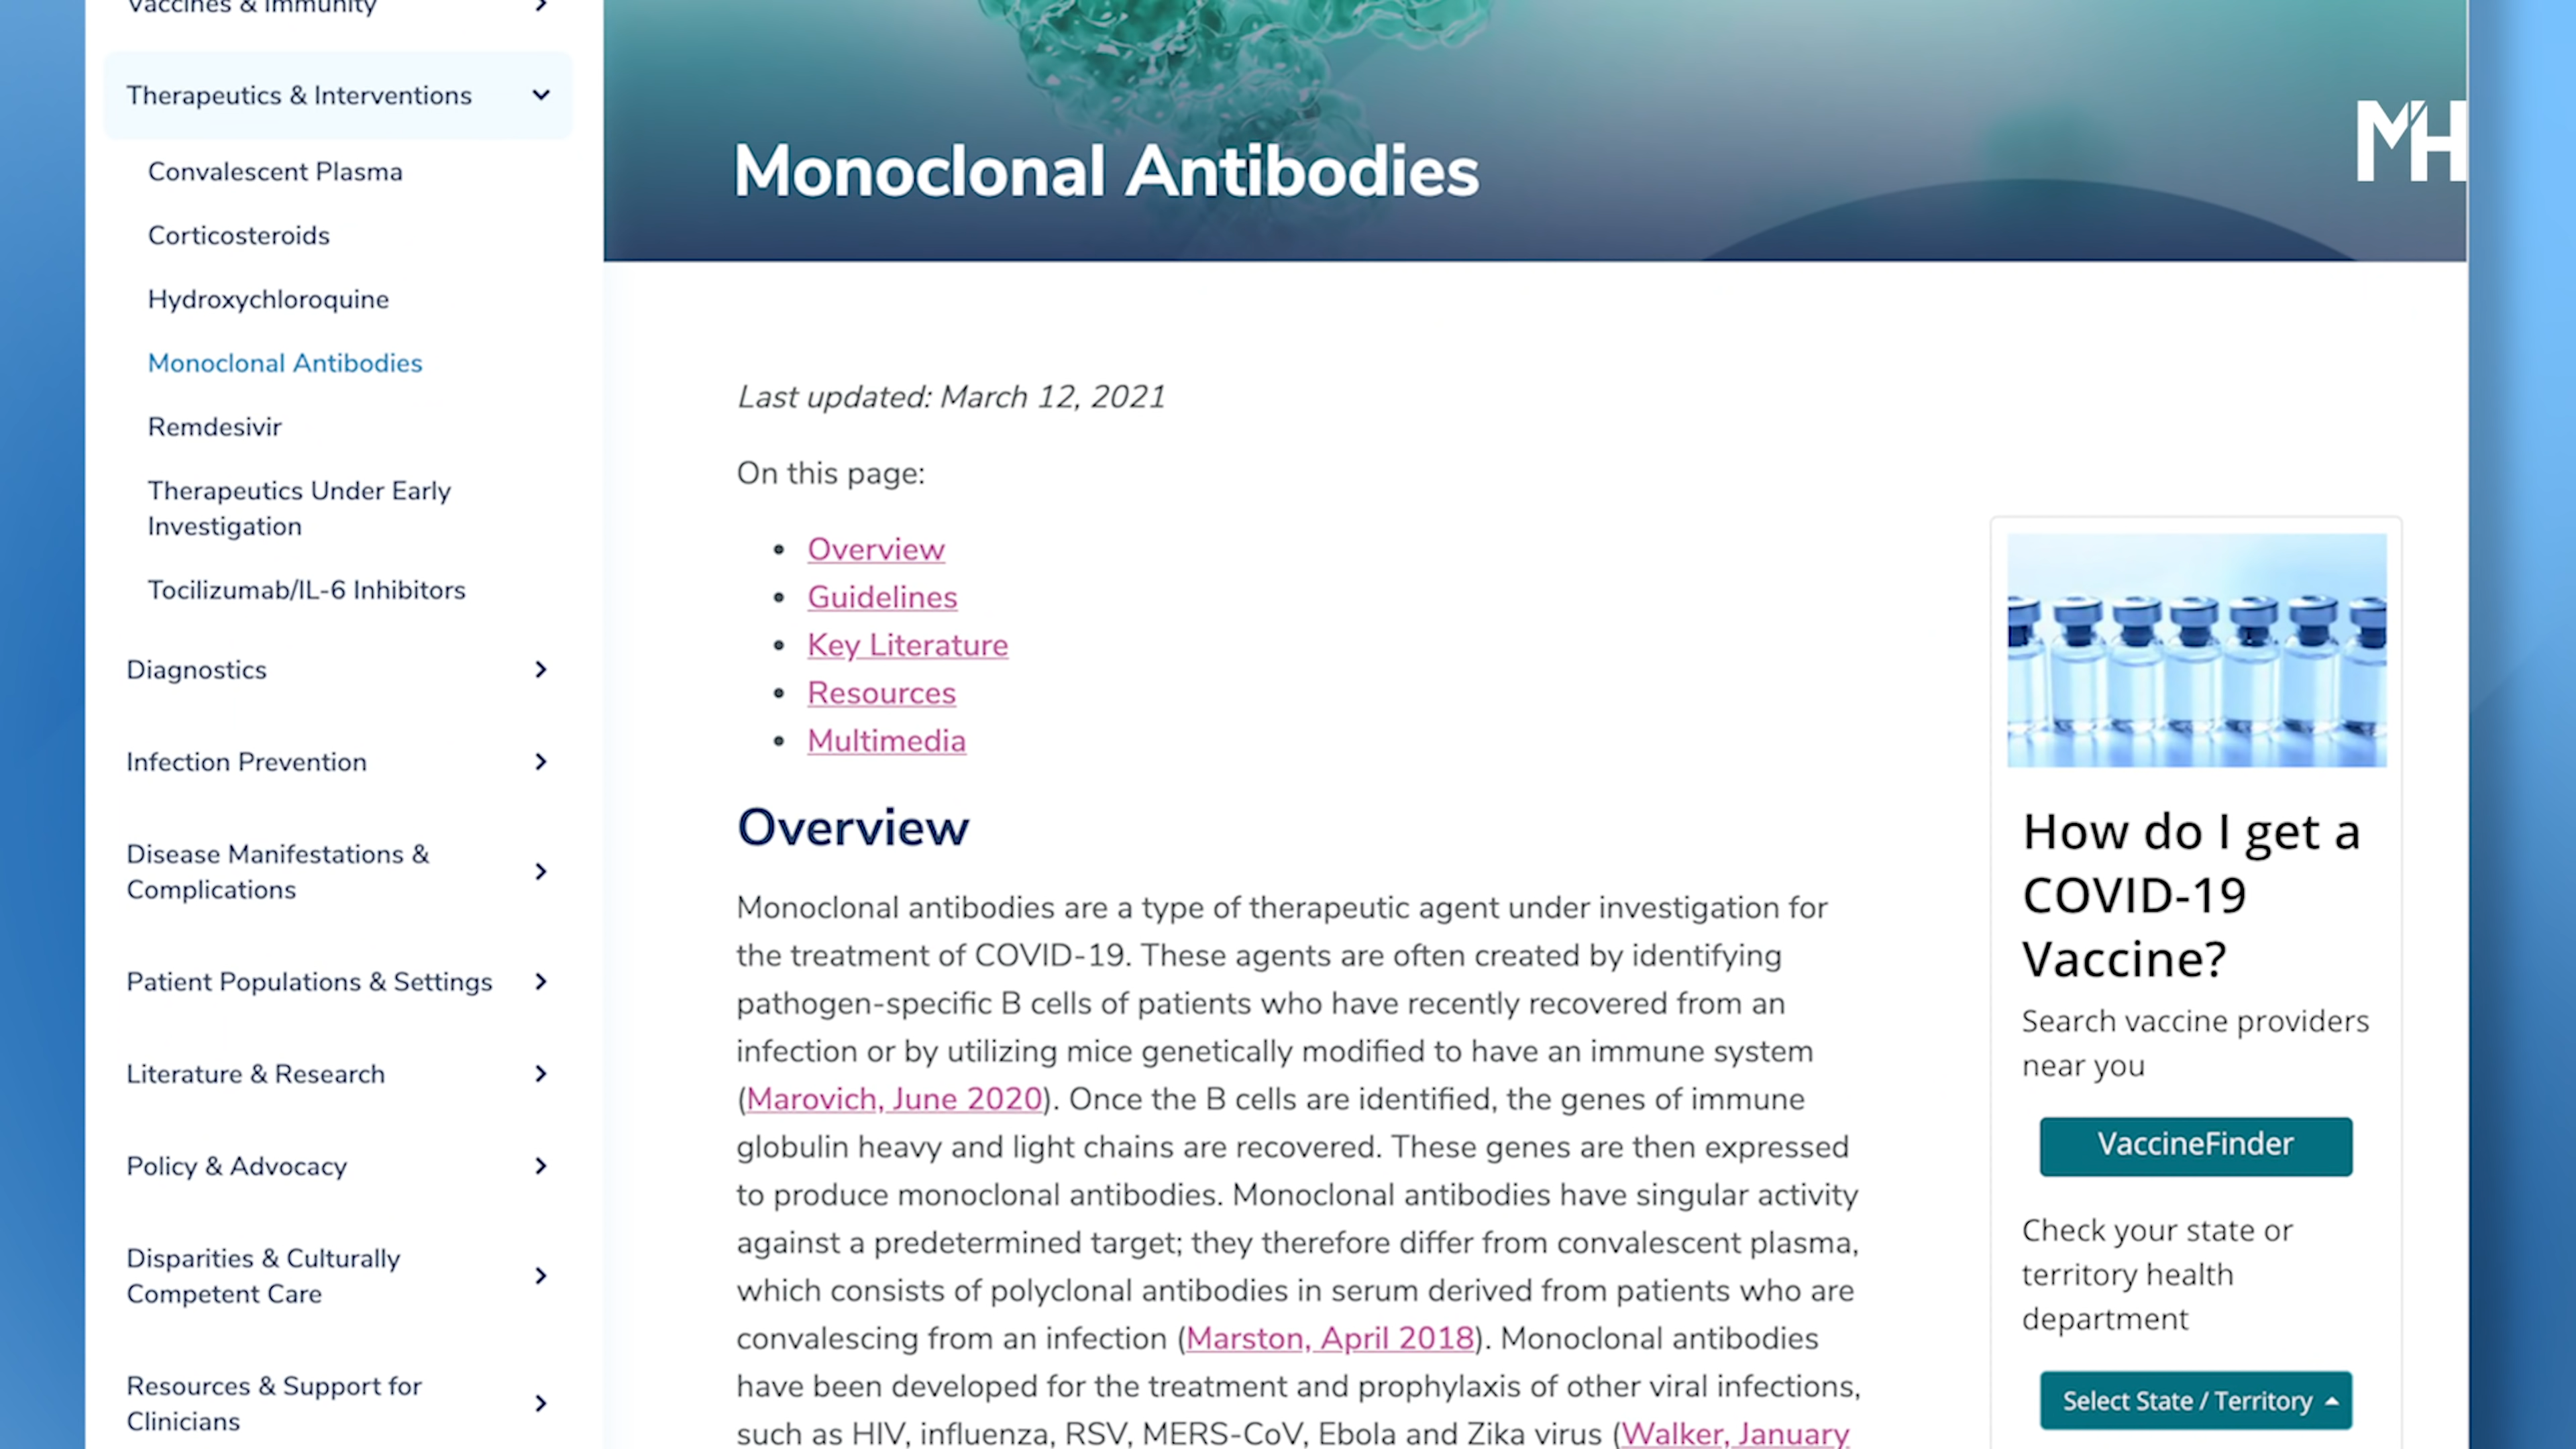 Vaccines & Immunity
Therapeutics & Interventions
Convalescent Plasma
Corticosteroids
Hydroxychloroquine
Monoclonal Antibodies
Remdesivir
Therapeutics Under Early
Investigation
Tocilizumab/IL-6 Inhibitors
Diagnostics
Infection Prevention
Disease Manifestations &
Complications
Patient Populations & Settings
Literature & Research
Policy & Advocacy
Disparities & Culturally
Competent Care
Resources & Support for
Clinicians
Monoclonal Antibodies
MH
Last updated: March 12, 2021
On this page:
• Overview
• Guidelines
• Key Literature
• Resources
• Multimedia
Overview
Monoclonal antibodies are a type of therapeutic agent under investigation for
the treatment of COVID-19. These agents are often created by identifying
pathogen-specific B cells of patients who have recently recovered from an
infection or by utilizing mice genetically modified to have an immune system
(Marovich, June 2020). Once the B cells are identified, the genes of immune
globulin heavy and light chains are recovered. These genes are then expressed
to produce monoclonal antibodies. Monoclonal antibodies have singular activity
against a predetermined target; they therefore differ from convalescent plasma,
which consists of polyclonal antibodies in serum derived from patients who are
convalescing from an infection (Marston, April 2018). Monoclonal antibodies
have been developed for the treatment and prophylaxis of other viral infections,
such as HIV, influenza, RSV, MERS-CoV, Ebola and Zika virus (Walker, January
How do I get a
COVID-19
Vaccine?
Search vaccine providers
near you
VaccineFinder
Check your state or
territory health
department
Select State / Territory